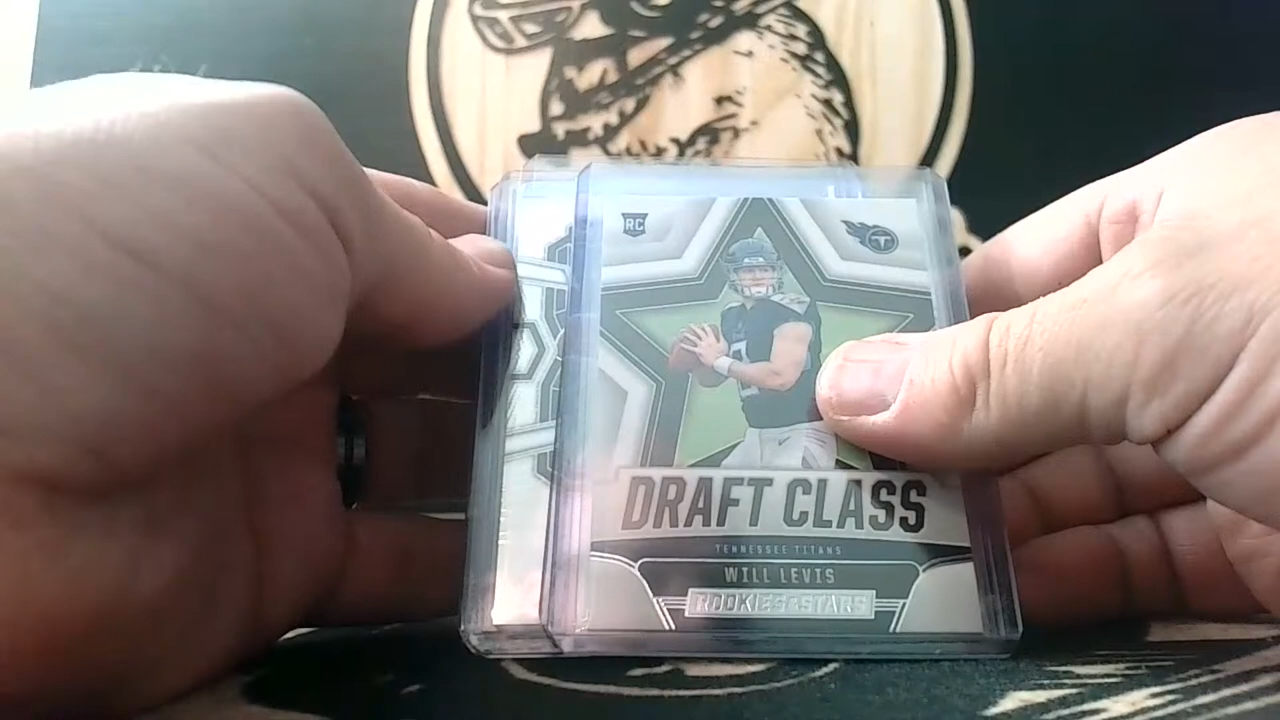 RC
T
DRAFT CLASS
TENNESSEE TITANS
WILL LEVIS
ROOKIES & STARS